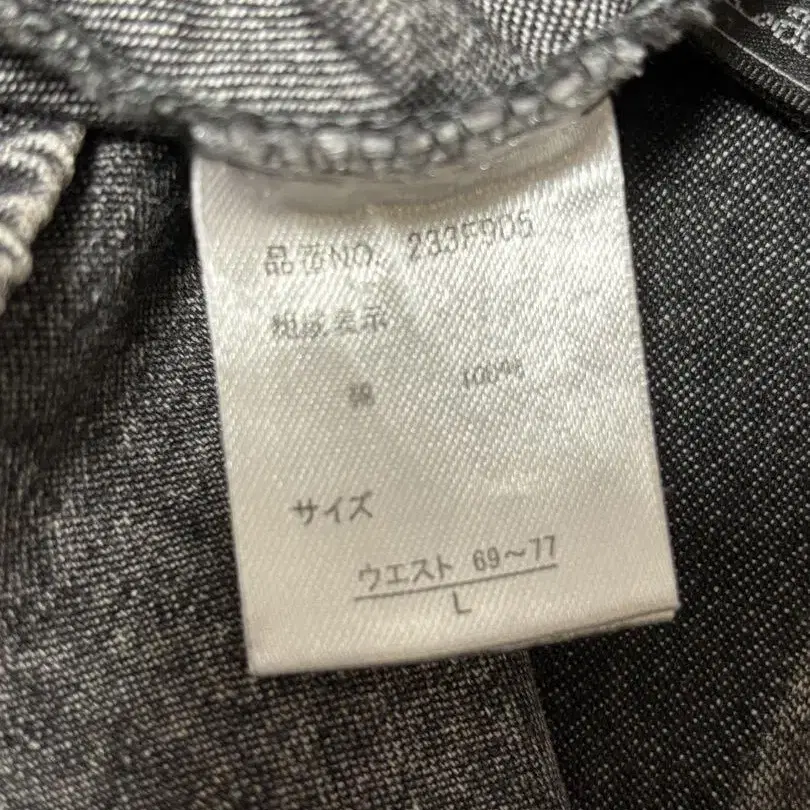 品番NO. 233F905
組成表示
綿 100%
サイズ
ウエスト 69～77
L